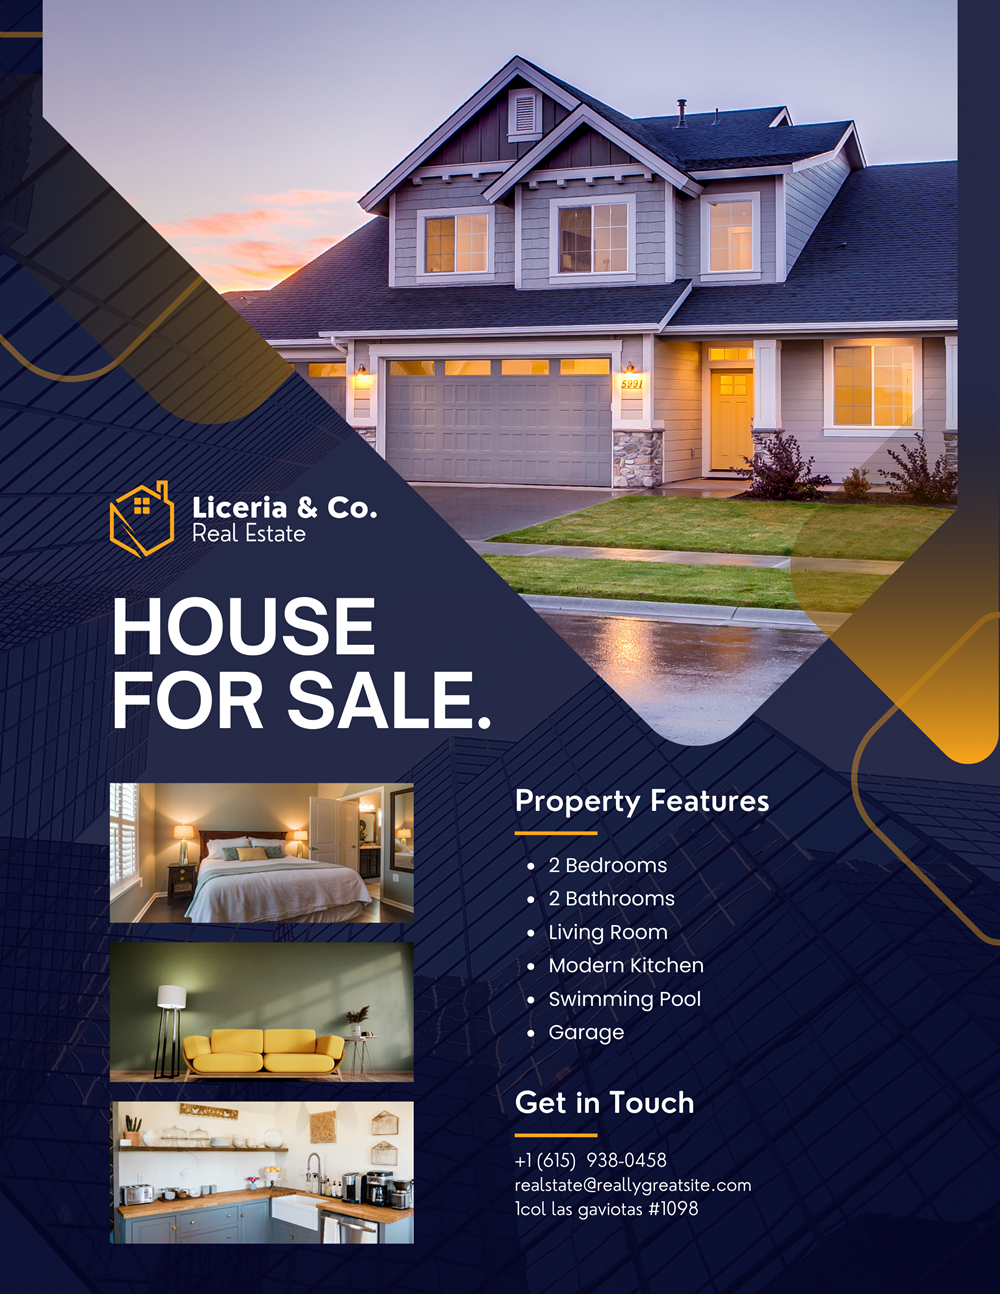 5991
Liceria & Co.
Real Estate
HOUSE
FOR SALE.
Property Features
• 2 Bedrooms
• 2 Bathrooms
• Living Room
• Modern Kitchen
• Swimming Pool
• Garage
Get in Touch
+1 (615) 938-0458
realstate@reallygreatsite.com
1col las gaviotas #1098